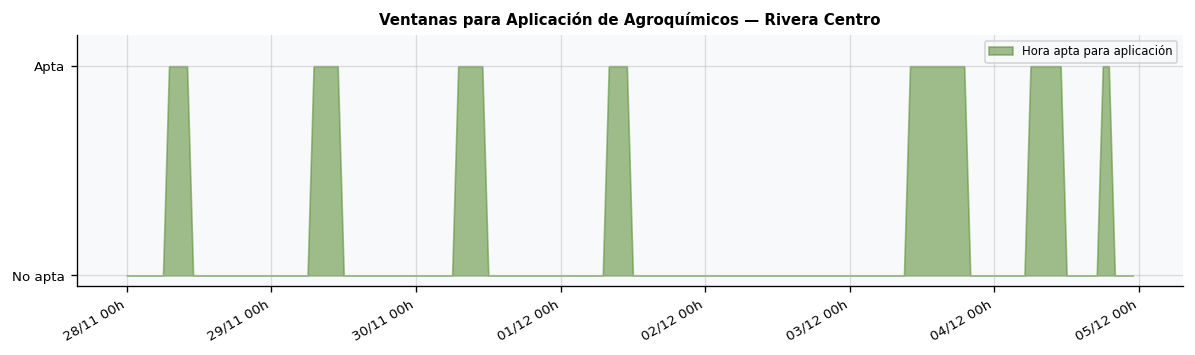 Ventanas para Aplicación de Agroquímicos — Rivera Centro
Hora apta para aplicación
Apta
No apta
28/11 00h
29/11 00h
30/11 00h
01/12 00h
02/12 00h
03/12 00h
04/12 00h
05/12 00h